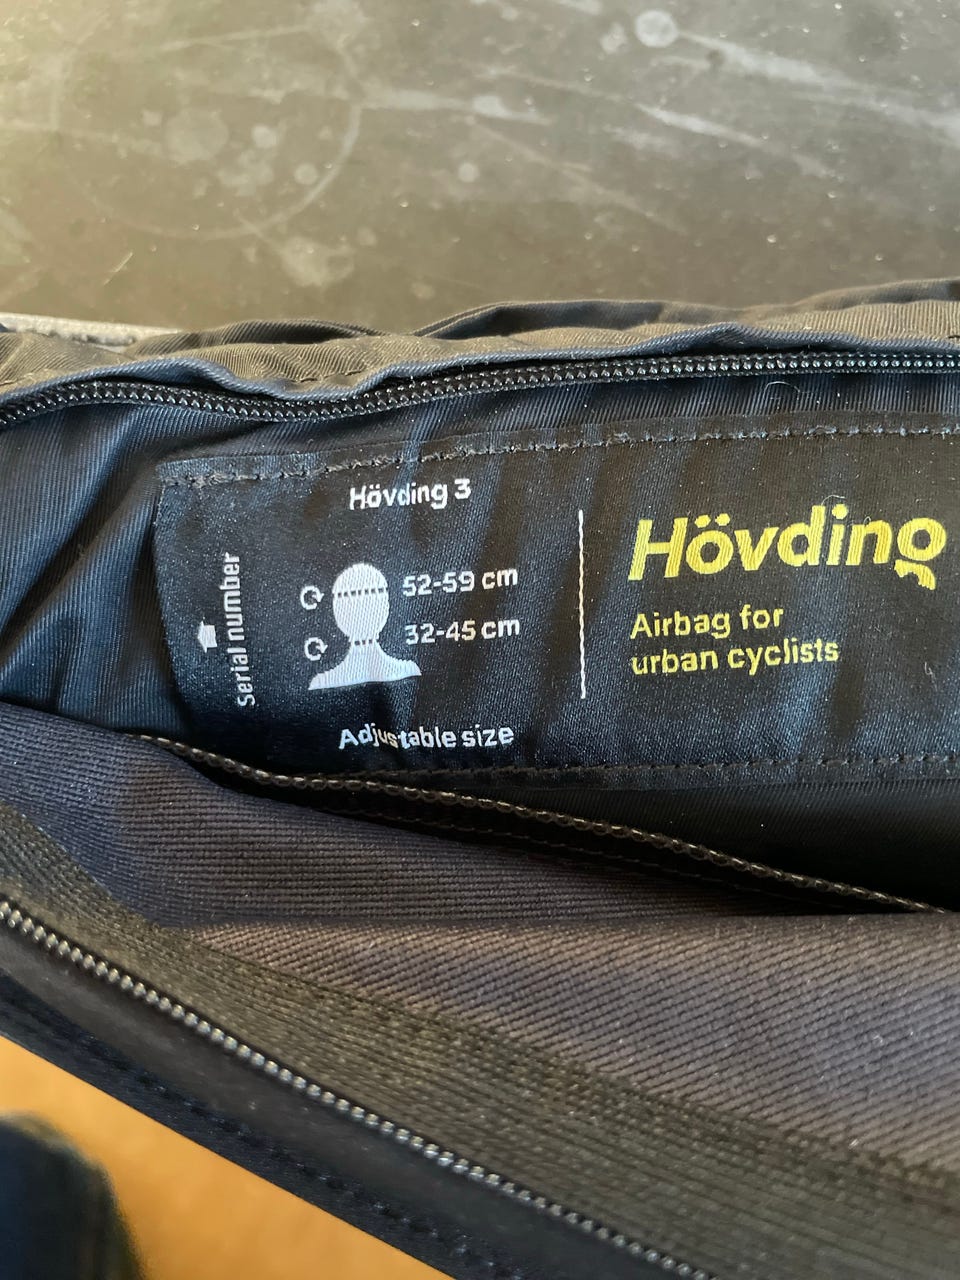 Hövding 3
Serial number
52-59 cm
32-45 cm
Adjustable size
Hövding
Airbag for
urban cyclists